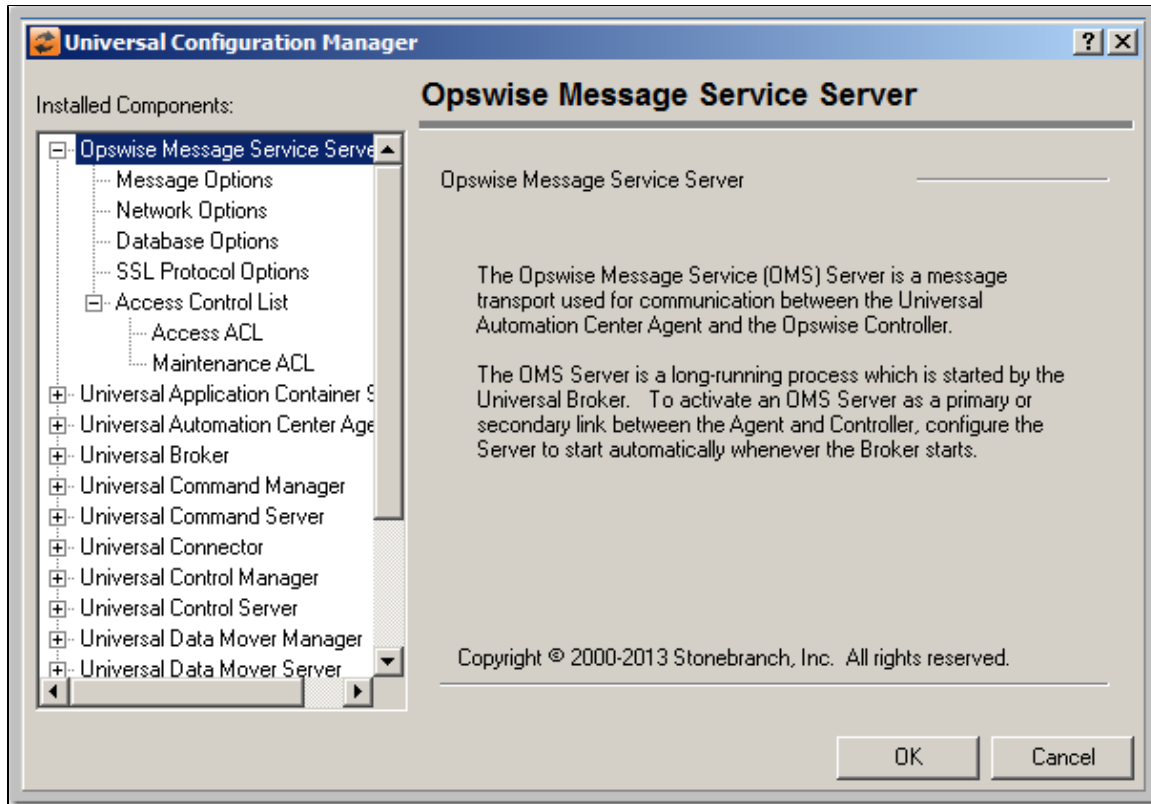 Universal Configuration Manager
Installed Components:
Opswise Message Service Serve
Message Options
Network Options
Database Options
SSL Protocol Options
Access Control List
Access ACL
Maintenance ACL
Universal Application Container S
Universal Automation Center Age
Universal Broker
Universal Command Manager
Universal Command Server
Universal Connector
Universal Control Manager
Universal Control Server
Universal Data Mover Manager
Universal Data Mover Server
Opswise Message Service Server
Opswise Message Service Server
The Opswise Message Service (OMS) Server is a message
transport used for communication between the Universal
Automation Center Agent and the Opswise Controller.
The OMS Server is a long-running process which is started by the
Universal Broker. To activate an OMS Server as a primary or
secondary link between the Agent and Controller, configure the
Server to start automatically whenever the Broker starts.
Copyright © 2000-2013 Stonebranch, Inc. All rights reserved.
OK
Cancel